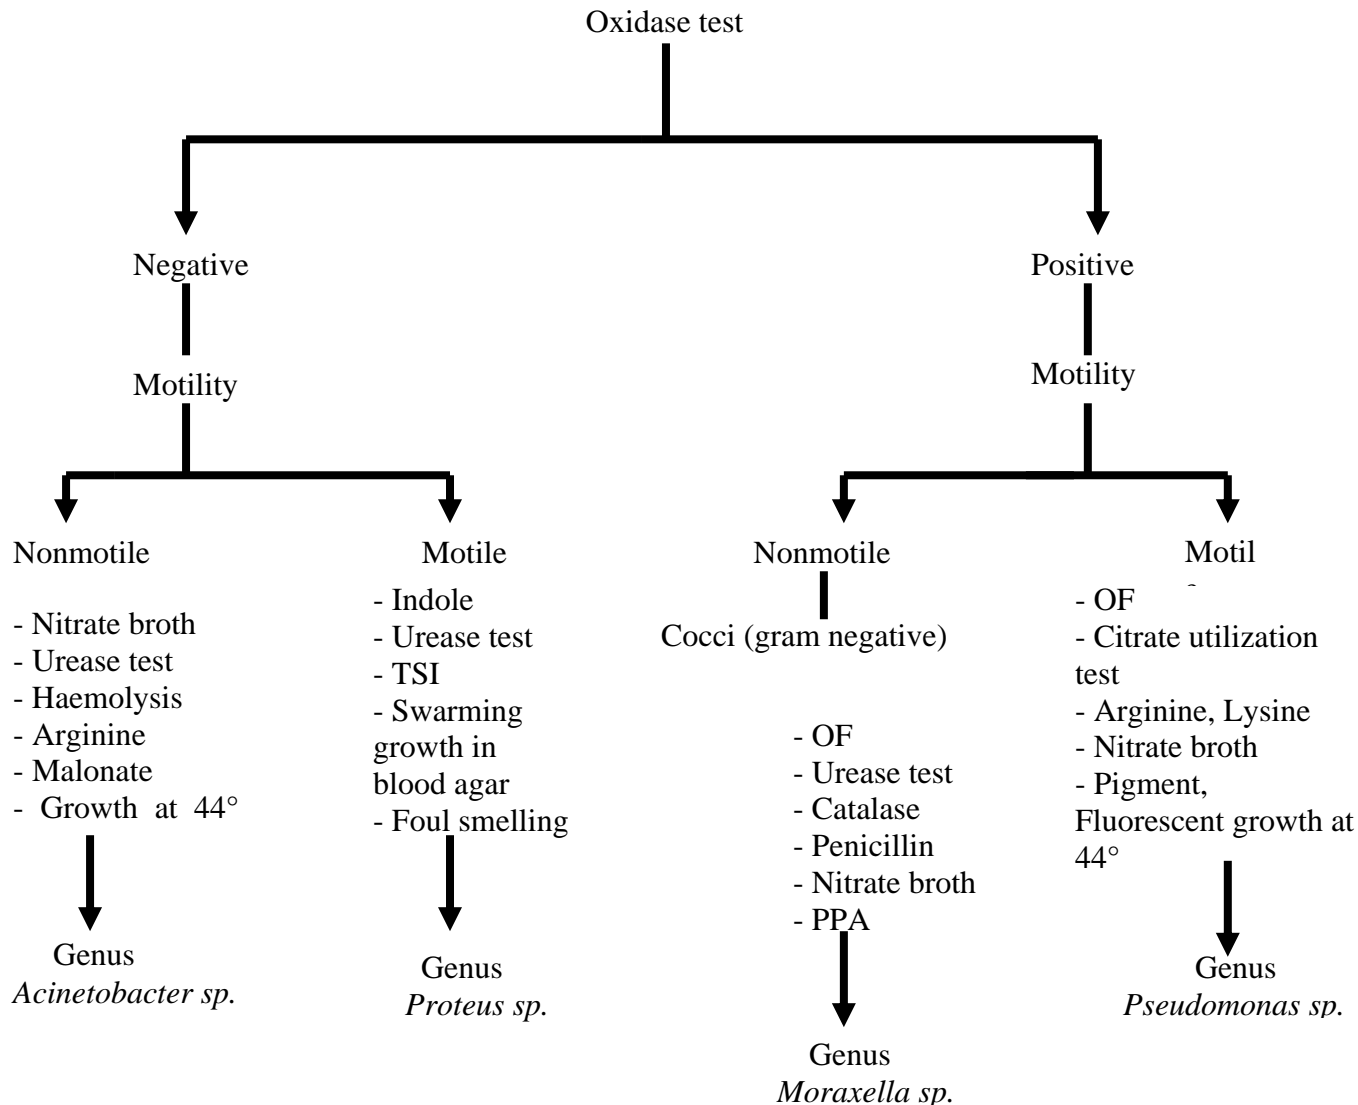 Oxidase test
Negative
Positive
Motility
Motility
Nonmotile
- Nitrate broth
- Urease test
- Haemolysis
- Arginine
- Malonate
- Growth at 44°
Genus
Acinetobacter sp.
Motile
- Indole
- Urease test
- TSI
- Swarming
growth in
blood agar
- Foul smelling
Genus
Proteus sp.
Nonmotile
Cocci (gram negative)
- OF
- Urease test
- Catalase
- Penicillin
- Nitrate broth
- PPA
Genus
Moraxella sp.
Motil
- OF
- Citrate utilization
test
- Arginine, Lysine
- Nitrate broth
- Pigment,
Fluorescent growth at
44°
Genus
Pseudomonas sp.